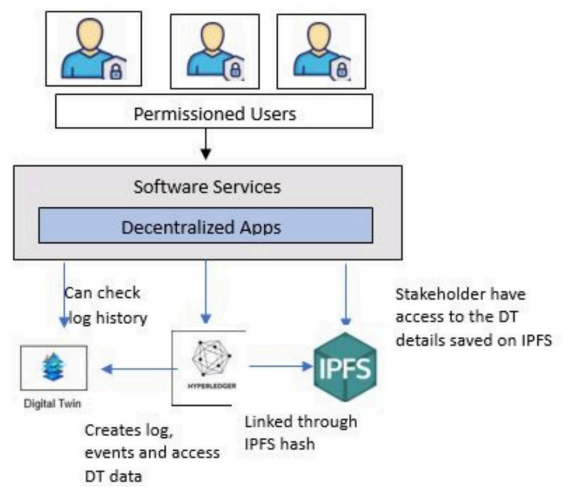 Permissioned Users
Software Services
Decentralized Apps
Can check
log history
Stakeholder have
access to the DT
details saved on IPFS
Digital Twin
HYPERLEDGER
IPFS
Creates log,
events and access
DT data
Linked through
IPFS hash